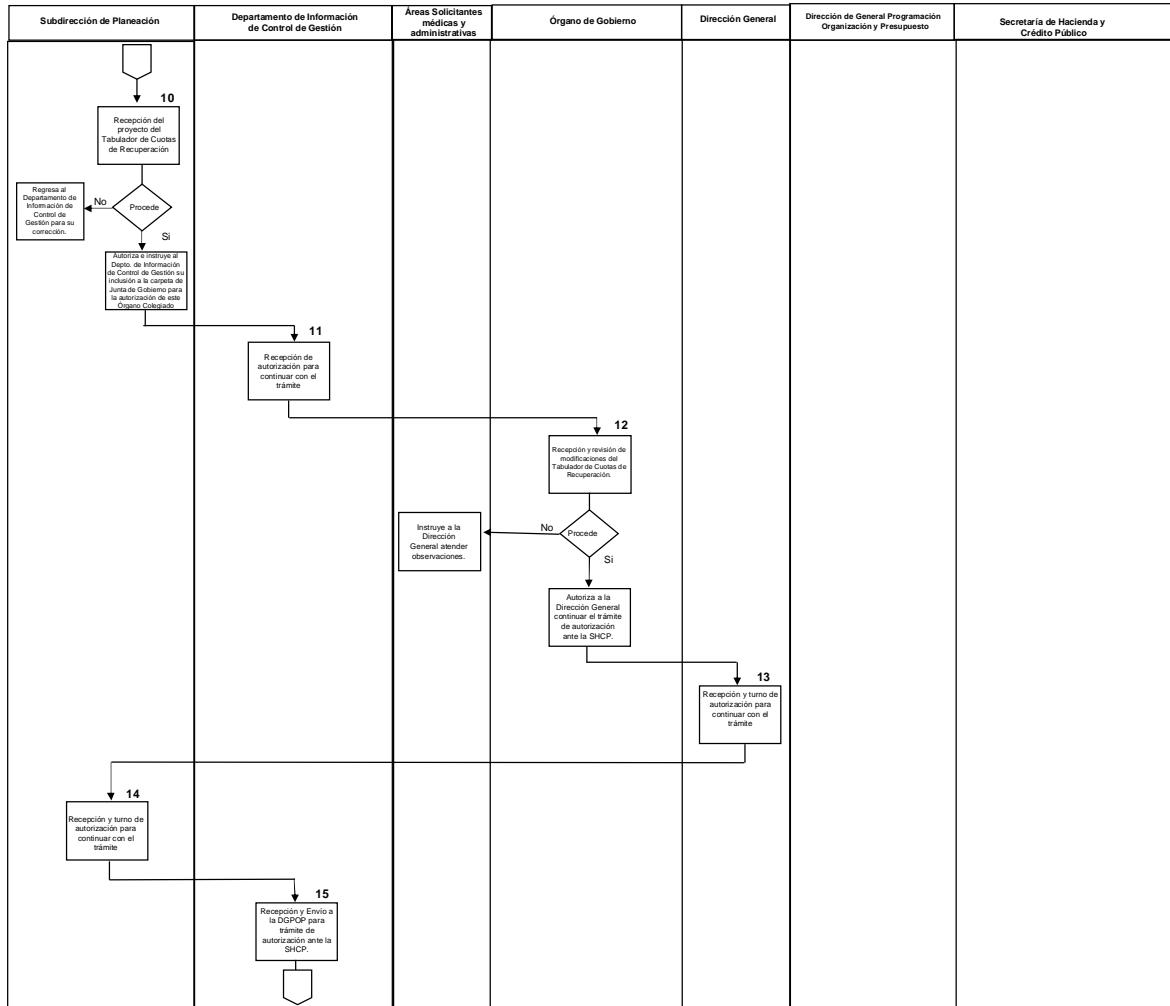 Subdirección de Planeación
Departamento de Información
de Control de Gestión
Áreas Solicitantes
médicas y
administrativas
Órgano de Gobierno
Dirección General
Dirección de General Programación
Organización y Presupuesto
Secretaría de Hacienda y
Crédito Público
10
Recepción del
proyecto del
Tabulador de Cuotas
de Recuperación
Regresa al
Departamento de
Información de
Control de
Gestión para su
corrección.
No
Procede
Si
Autoriza e instruye al
Depto. de Información
de Control de Gestión su
inclusión a la carpeta de
Junta de Gobierno para
la autorización de este
Órgano Colegiado
11
Recepción de
autorización para
continuar con el
trámite
12
Recepción y revisión de
modificaciones del
Tabulador de Cuotas de
Recuperación.
Instruye a la
Dirección
General atender
observaciones.
No
Procede
Si
Autoriza a la
Dirección General
continuar el trámite
de autorización
ante la SHCP.
13
Recepción y turno de
autorización para
continuar con el
trámite
14
Recepción y turno de
autorización para
continuar con el
trámite
15
Recepción y Envío a
la DGPOP para
trámite de
autorización ante la
SHCP.